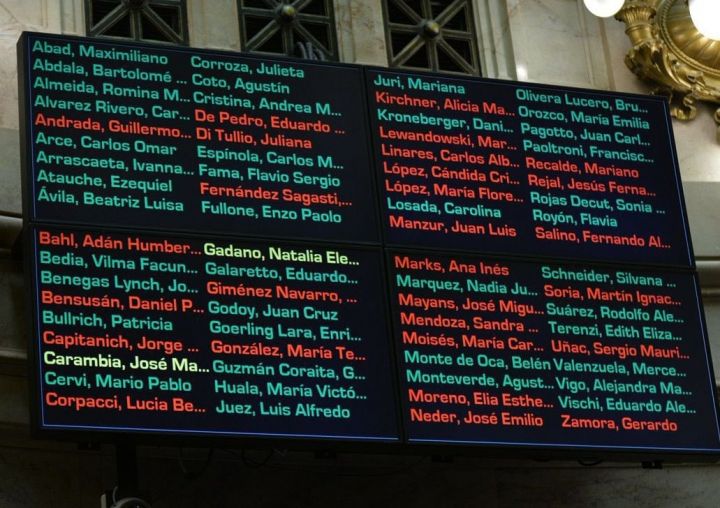 Abad, Maximiliano
Abdala, Bartolomé ...
Almeida, Romina M...
Alvarez Rivero, Car...
Andrada, Guillermo...
Arce, Carlos Omar
Arrascaeta, Ivanna...
Atauche, Ezequiel
Ávila, Beatriz Luisa
Corroza, Julieta
Coto, Agustín
Cristina, Andrea M...
De Pedro, Eduardo ...
Di Tullio, Juliana
Espínola, Carlos M...
Fama, Flavio Sergio
Fernández Sagasti,...
Fullone, Enzo Paolo
Juri, Mariana
Kirchner, Alicia Ma...
Kroneberger, Dani...
Lewandowski, Mar...
Linares, Carlos Alb...
López, Cándida Cri...
López, María Flore...
Losada, Carolina
Manzur, Juan Luis
Olivera Lucero, Bru...
Orozco, María Emilia
Pagotto, Juan Carl...
Paoltroni, Francisc...
Recalde, Mariano
Rejal, Jesús Ferna...
Rojas Decut, Sonia ...
Royón, Flavia
Salino, Fernando Al...
Bahl, Adán Humber...
Bedia, Vilma Facun...
Benegas Lynch, Jo...
Bensusán, Daniel P...
Bullrich, Patricia
Capitanich, Jorge ...
Carambia, José Ma...
Cervi, Mario Pablo
Corpacci, Lucia Be...
Gadano, Natalia Ele...
Galaretto, Eduardo...
Giménez Navarro, ...
Godoy, Juan Cruz
Goerling Lara, Enri...
González, María Te...
Guzmán Coraita, G...
Huala, María Victó...
Juez, Luis Alfredo
Marks, Ana Inés
Marquez, Nadia Ju...
Mayans, José Migu...
Mendoza, Sandra ...
Moisés, María Car...
Monte de Oca, Belén
Monteverde, Agust...
Moreno, Elia Esthe...
Neder, José Emilio
Schneider, Silvana ...
Soria, Martín Ignac...
Suárez, Rodolfo Ale...
Terenzi, Edith Eliza...
Uñac, Sergio Mauri...
Valenzuela, Merce...
Vigo, Alejandra Ma...
Vischi, Eduardo Ale...
Zamora, Gerardo